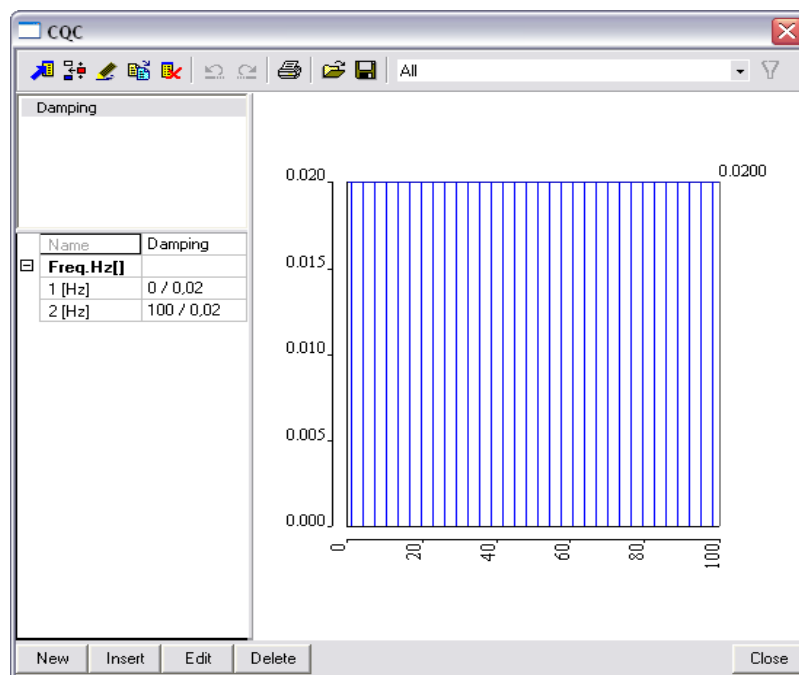 CQC
All
Damping
Name Damping
Freq.Hz[]
1 [Hz] 0 / 0,02
2 [Hz] 100 / 0,02
0.0200
0.020
0.015
0.010
0.005
0.000
0 20 40 60 80 100
New Insert Edit Delete Close